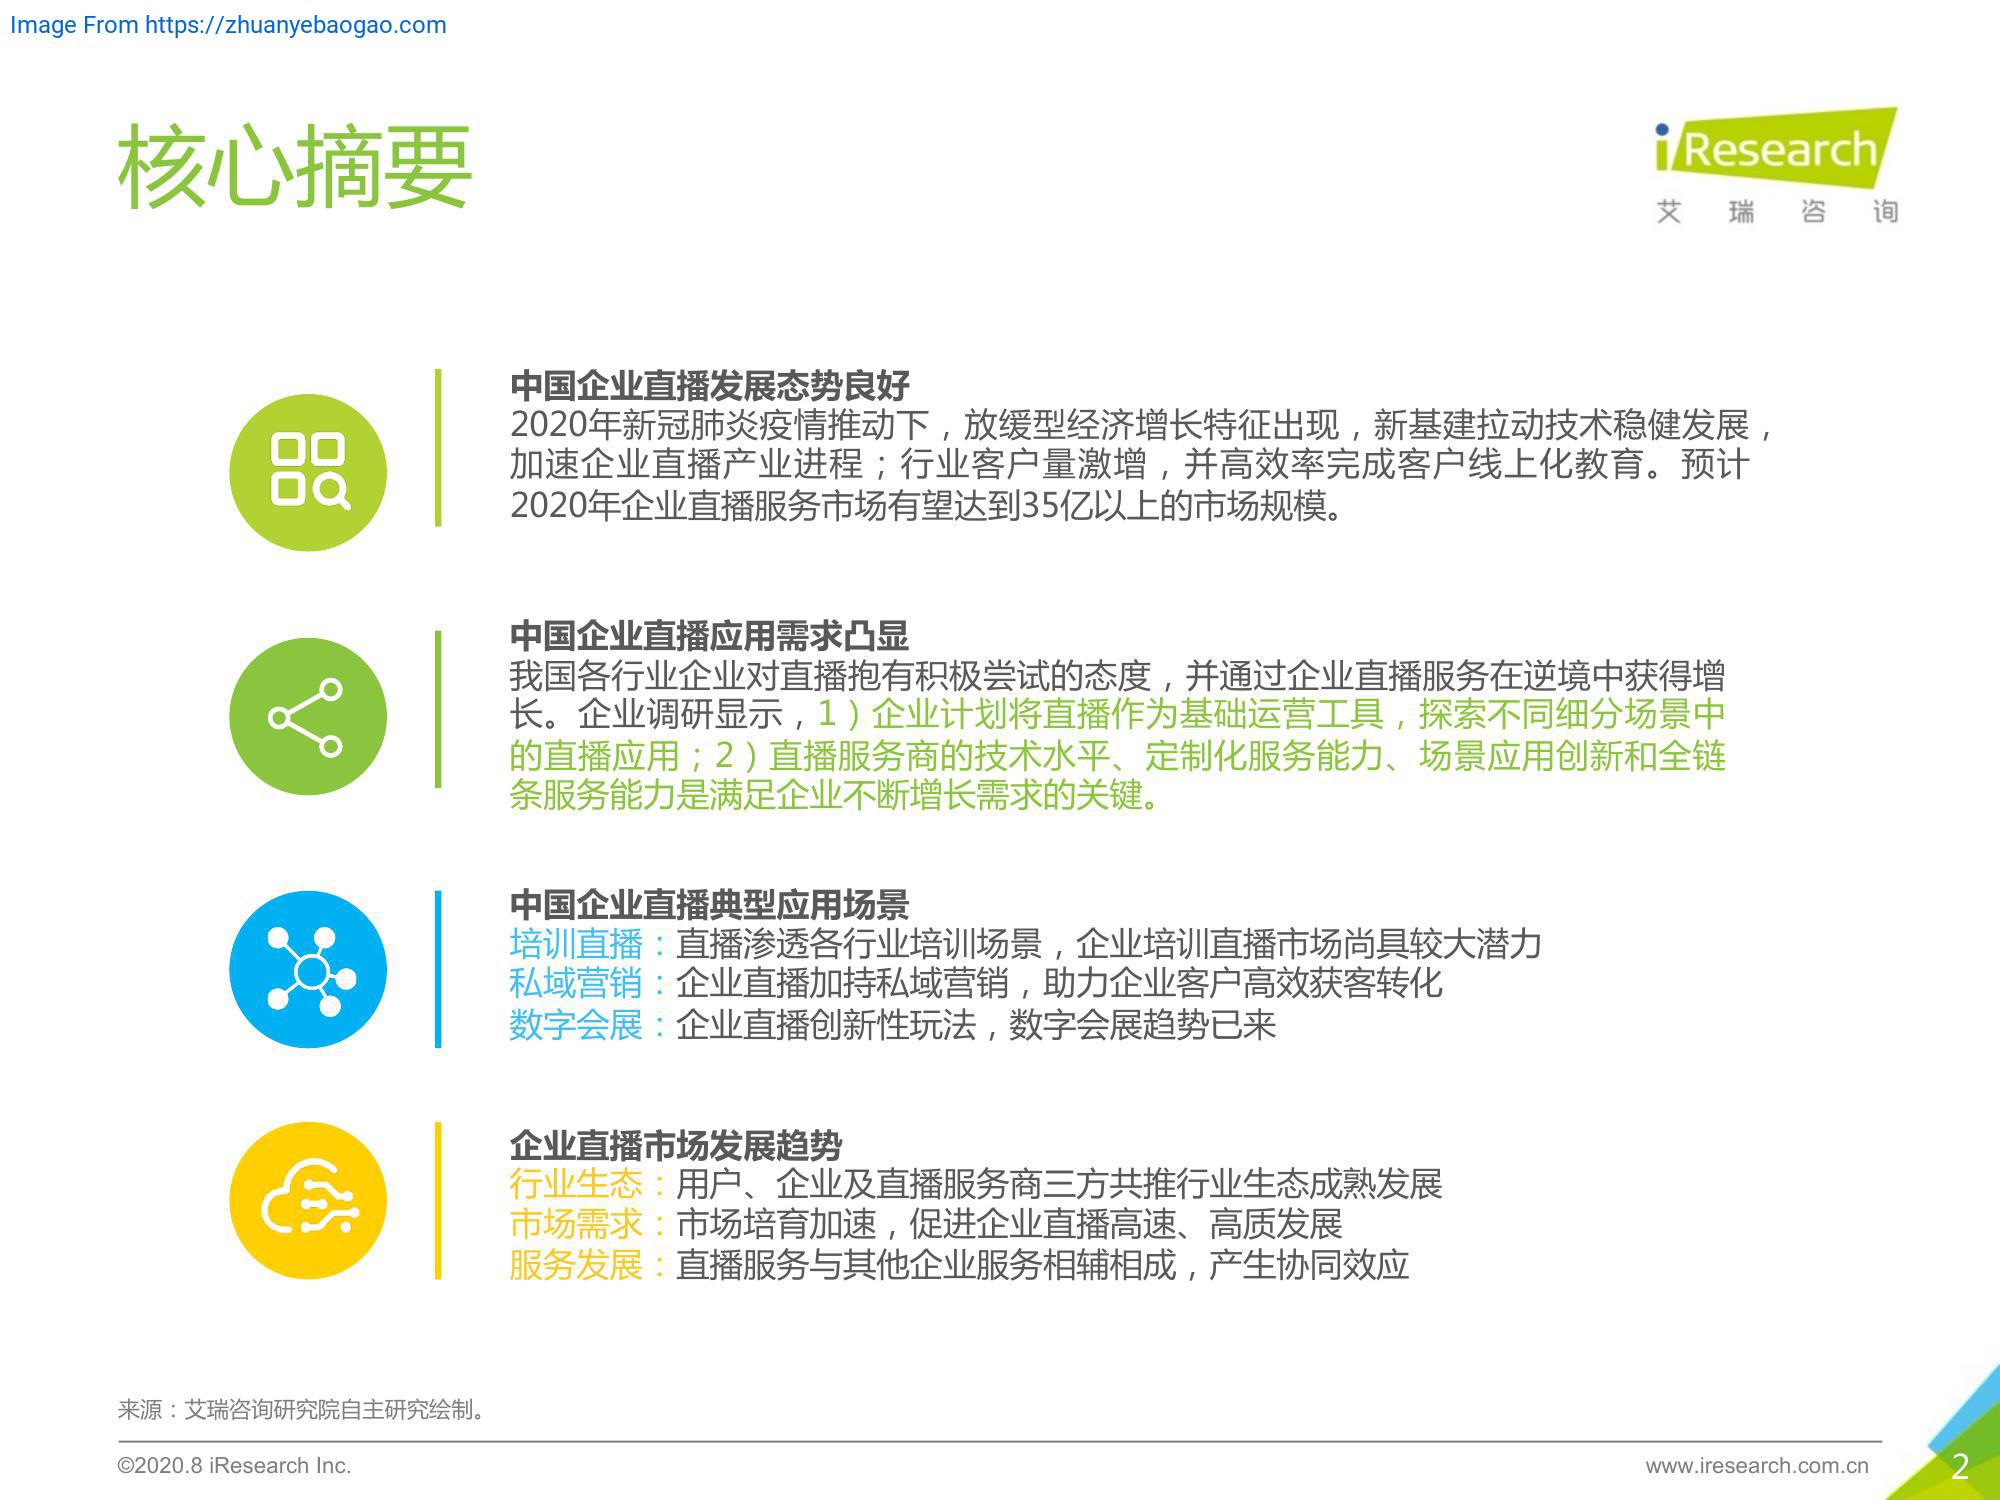 Image From https://zhuanyebaogao.com
核心摘要
iResearch
艾瑞咨询
中国企业直播发展态势良好
2020年新冠肺炎疫情推动下，放缓型经济增长特征出现，新基建拉动技术稳健发展，
加速企业直播产业进程；行业客户量激增，并高效率完成客户线上化教育。预计
2020年企业直播服务市场有望达到35亿以上的市场规模。
中国企业直播应用需求凸显
我国各行业企业对直播抱有积极尝试的态度，并通过企业直播服务在逆境中获得增
长。企业调研显示，1）企业计划将直播作为基础运营工具，探索不同细分场景中
的直播应用；2）直播服务商的技术水平、定制化服务能力、场景应用创新和全链
条服务能力是满足企业不断增长需求的关键。
中国企业直播典型应用场景
培训直播：直播渗透各行业培训场景，企业培训直播市场尚具较大潜力
私域营销：企业直播加持私域营销，助力企业客户高效获客转化
数字会展：企业直播创新性玩法，数字会展趋势已来
企业直播市场发展趋势
行业生态：用户、企业及直播服务商三方共推行业生态成熟发展
市场需求：市场培育加速，促进企业直播高速、高质发展
服务发展：直播服务与其他企业服务相辅相成，产生协同效应
来源：艾瑞咨询研究院自主研究绘制。
©2020.8 iResearch Inc.
www.iresearch.com.cn
2